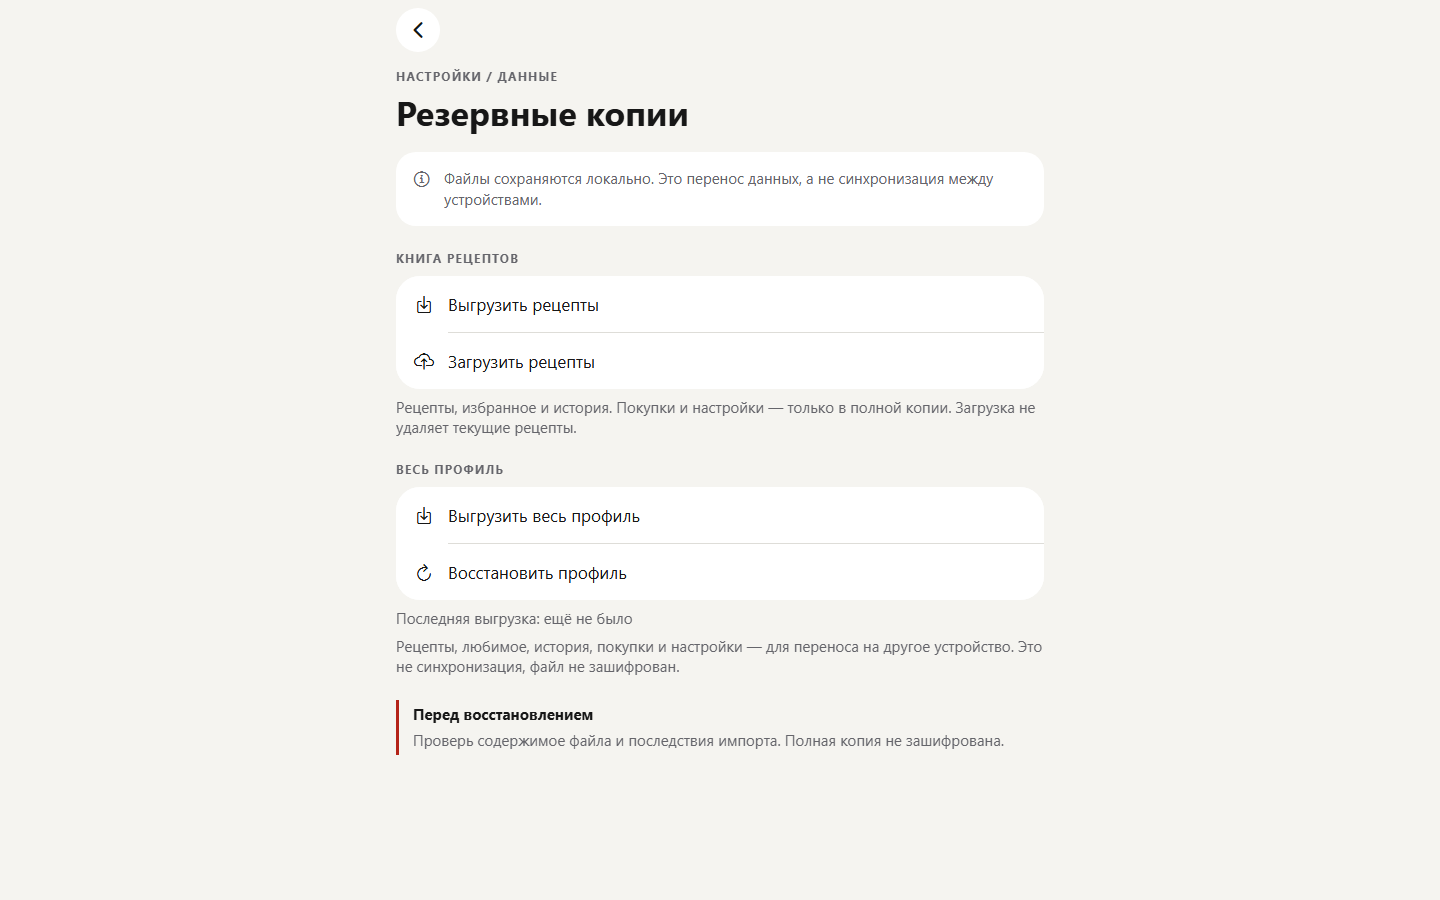 НАСТРОЙКИ / ДАННЫЕ
Резервные копии
Файлы сохраняются локально. Это перенос данных, а не синхронизация между
устройствами.
КНИГА РЕЦЕПТОВ
Выгрузить рецепты
Загрузить рецепты
Рецепты, избранное и история. Покупки и настройки — только в полной копии. Загрузка не
удаляет текущие рецепты.
ВЕСЬ ПРОФИЛЬ
Выгрузить весь профиль
Восстановить профиль
Последняя выгрузка: ещё не было
Рецепты, любимое, история, покупки и настройки — для переноса на другое устройство. Это
не синхронизация, файл не зашифрован.
Перед восстановлением
Проверь содержимое файла и последствия импорта. Полная копия не зашифрована.